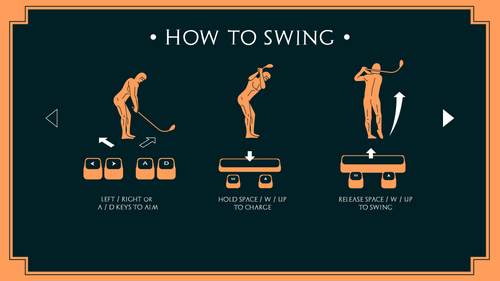 • HOW TO SWING •
< > A D
W ▲
W ▲
LEFT / RIGHT OR
A / D KEYS TO AIM
HOLD SPACE / W / UP
TO CHARGE
RELEASE SPACE / W / UP
TO SWING